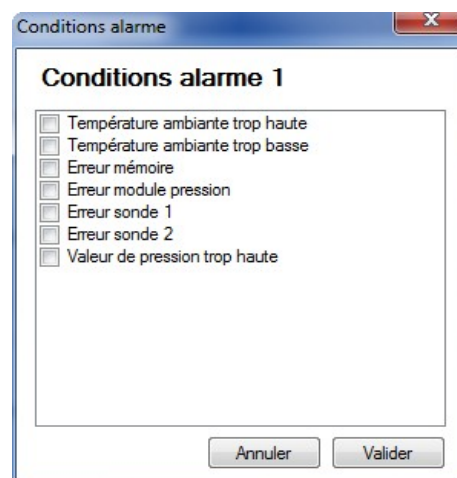 Conditions alarme
Conditions alarme 1
Température ambiante trop haute
Température ambiante trop basse
Erreur mémoire
Erreur module pression
Erreur sonde 1
Erreur sonde 2
Valeur de pression trop haute
Annuler Valider